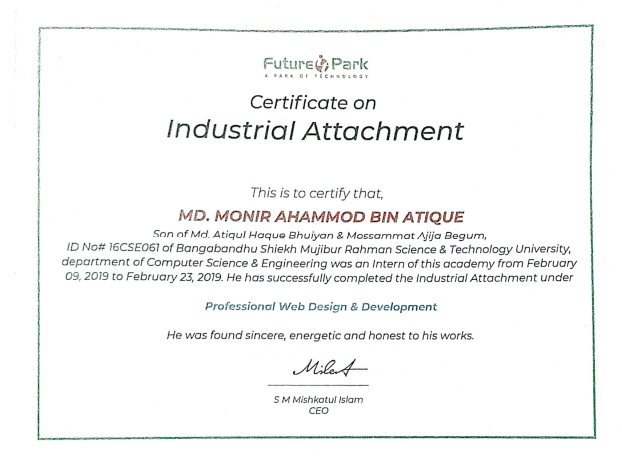 Future Park
A PARK OF TECHNOLOGY
Certificate on
Industrial Attachment
This is to certify that,
MD. MONIR AHAMMOD BIN ATIQUE
Son of Md. Atiqul Haque Bhuiyan & Mossammat Ajija Begum,
ID No# 16CSE061 of Bangabandhu Shiekh Mujibur Rahman Science & Technology University,
department of Computer Science & Engineering was an Intern of this academy from February
09, 2019 to February 23, 2019. He has successfully completed the Industrial Attachment under
Professional Web Design & Development
He was found sincere, energetic and honest to his works.
S M Mishkatul Islam
CEO